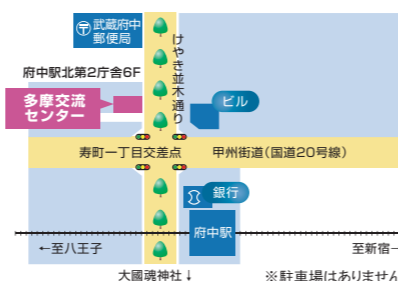 〒武蔵府中
郵便局
けやき並木通り
府中駅北第2庁舎6F
多摩交流
センター
ビル
寿町一丁目交差点
甲州街道(国道20号線)
銀行
府中駅
←至八王子
至新宿→
大國魂神社↓
※駐車場はありません